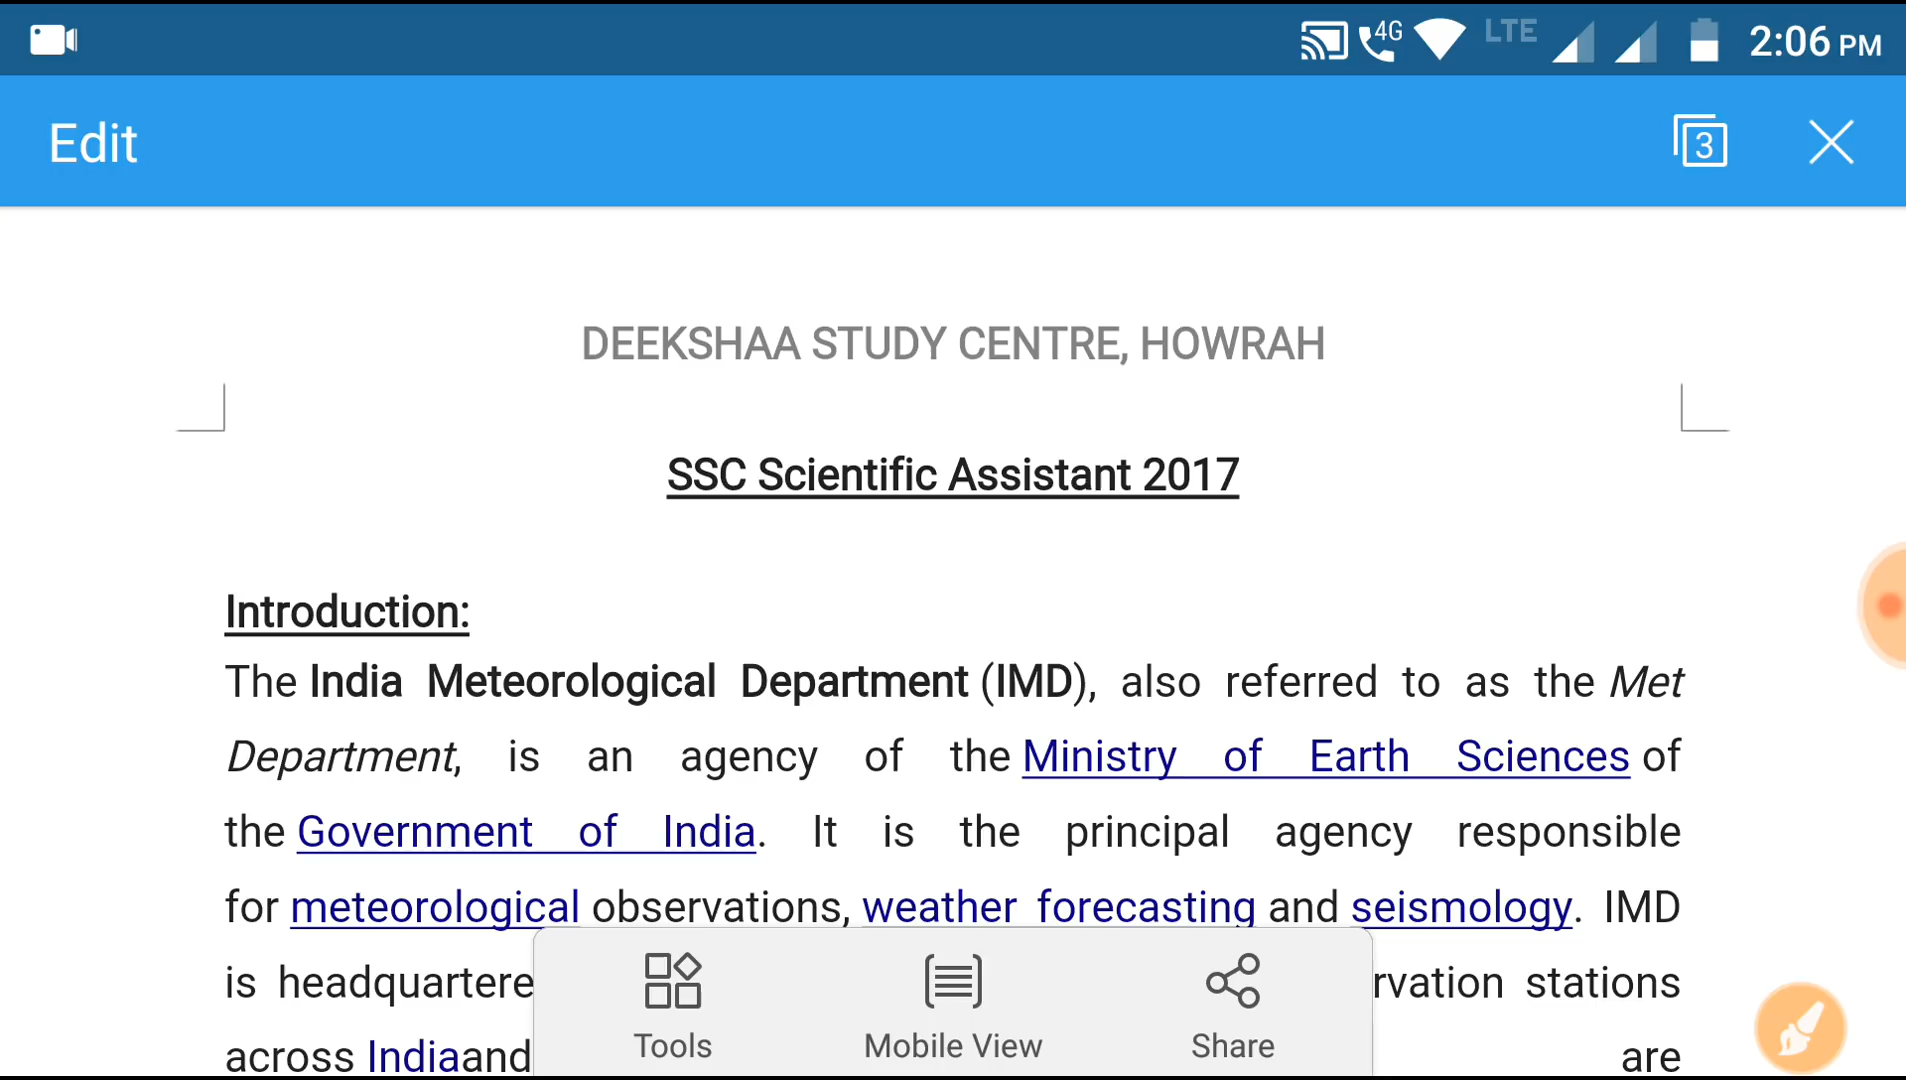 4G LTE 2:06 PM
Edit 3
DEEKSHAA STUDY CENTRE, HOWRAH
SSC Scientific Assistant 2017
Introduction:
The India Meteorological Department (IMD), also referred to as the Met
Department, is an agency of the Ministry of Earth Sciences of
the Government of India. It is the principal agency responsible
for meteorological observations, weather forecasting and seismology. IMD
is headquartere rvation stations
across Indiaand are
Tools Mobile View Share